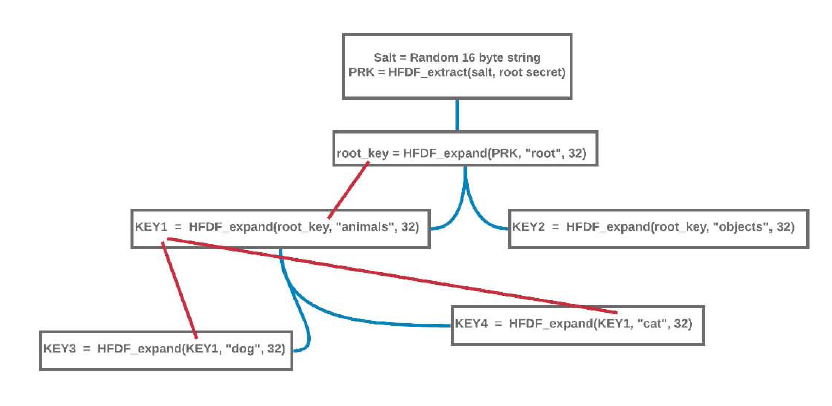 Salt = Random 16 byte string
PRK = HFDF_extract(salt, root secret)
root_key = HFDF_expand(PRK, "root", 32)
KEY1 = HFDF_expand(root_key, "animals", 32)
KEY2 = HFDF_expand(root_key, "objects", 32)
KEY4 = HFDF_expand(KEY1, "cat", 32)
KEY3 = HFDF_expand(KEY1, "dog", 32)